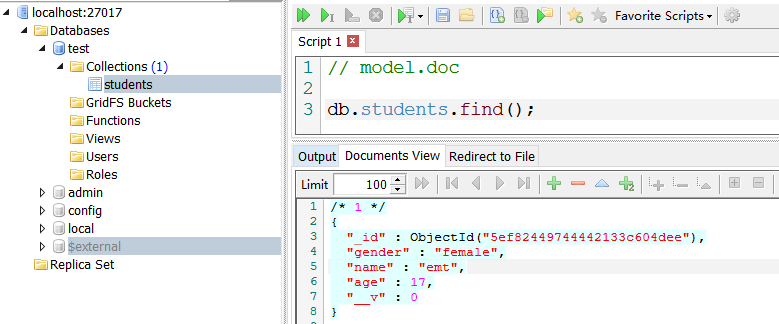 localhost:27017
Databases
test
Collections (1)
students
GridFS Buckets
Functions
Views
Users
Roles
admin
config
local
$external
Replica Set
Favorite Scripts
Script 1
1 // model.doc
2
3 db.students.find();
Output Documents View Redirect to File
Limit 100
1 /* 1 */
2 {
3 "_id" : ObjectId("5ef82449744442133c604dee"),
4 "gender" : "female",
5 "name" : "emt",
6 "age" : 17,
7 "__v" : 0
8 }